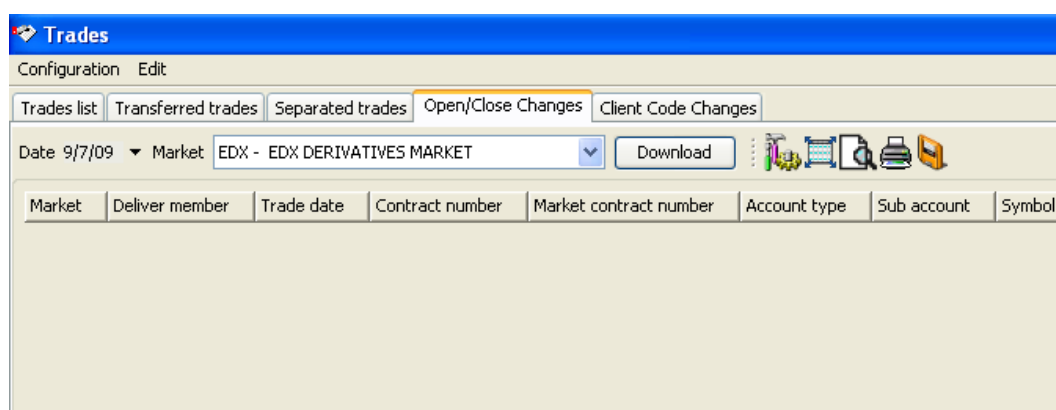 Trades
Configuration Edit
Trades list Transferred trades Separated trades Open/Close Changes Client Code Changes
Date 9/7/09 Market EDX - EDX DERIVATIVES MARKET Download
Market Deliver member Trade date Contract number Market contract number Account type Sub account Symbol